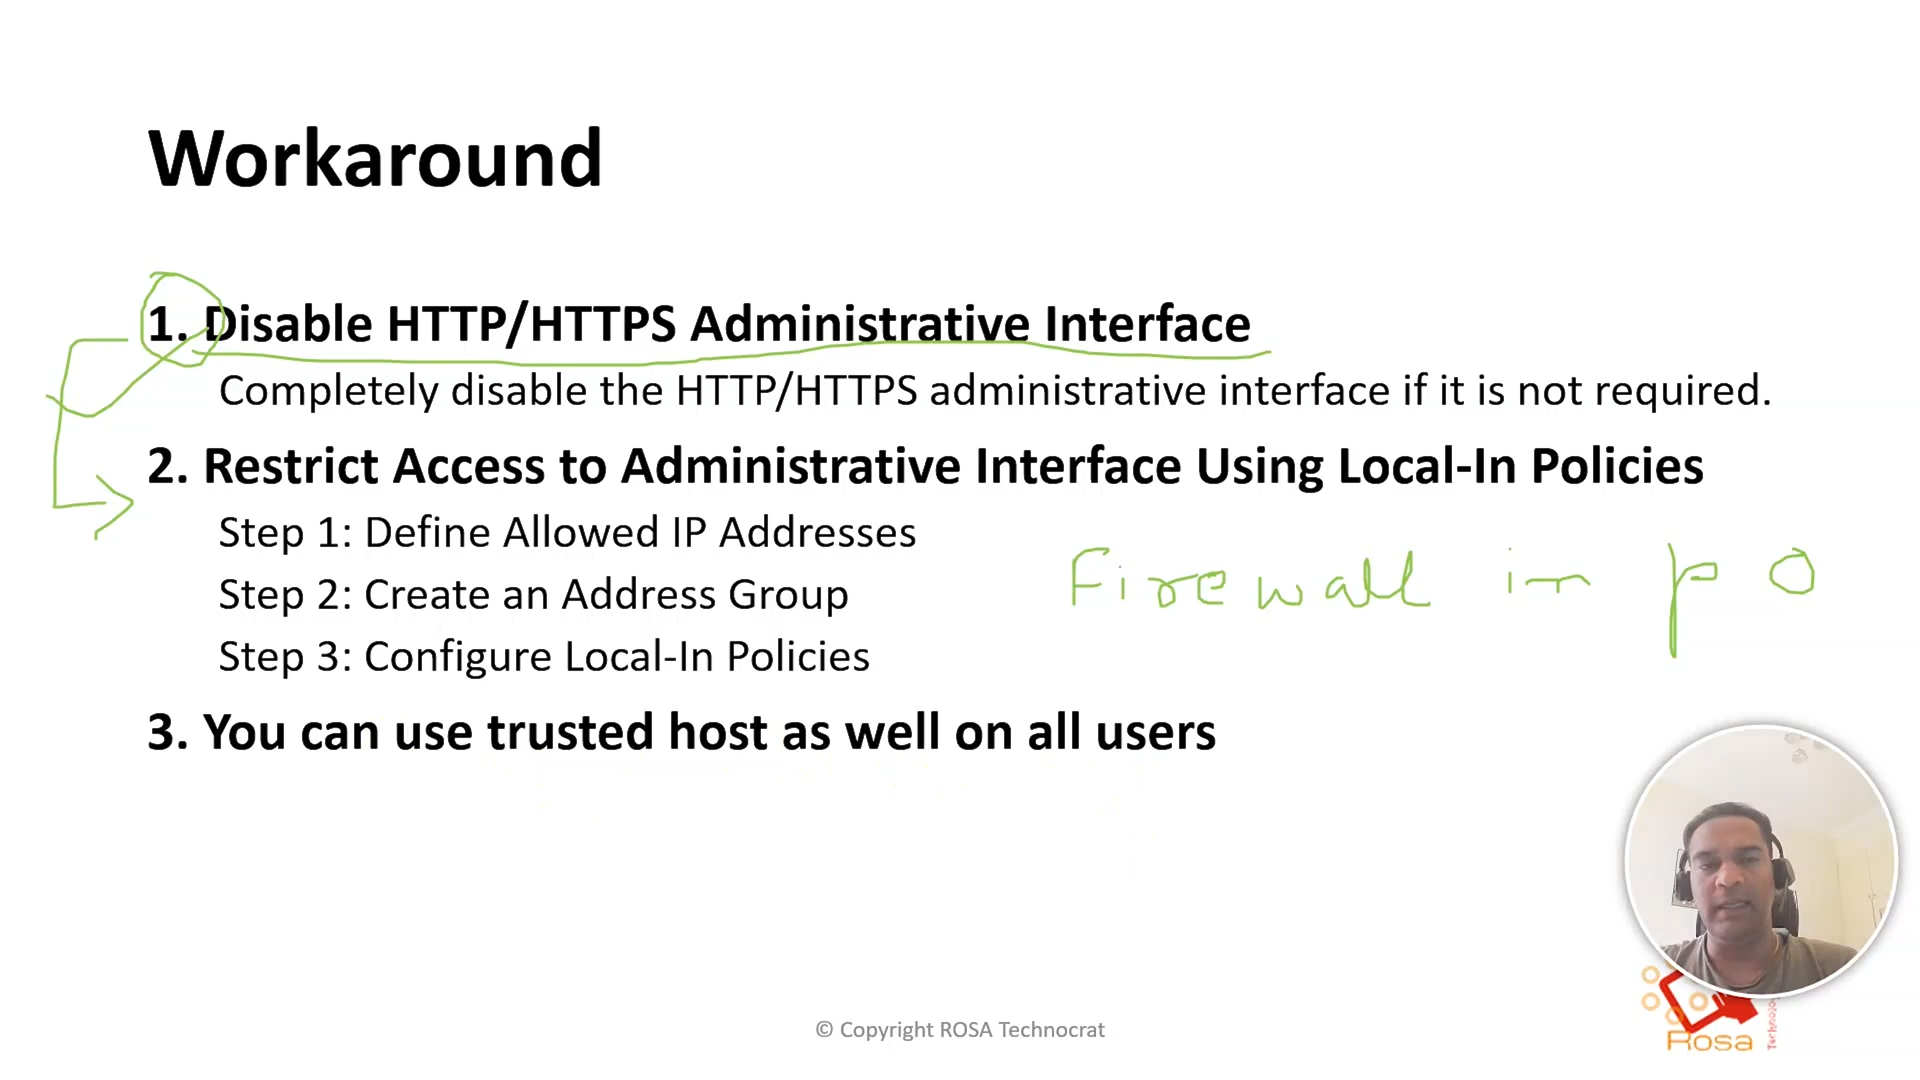 Workaround
1. Disable HTTP/HTTPS Administrative Interface
Completely disable the HTTP/HTTPS administrative interface if it is not required.
2. Restrict Access to Administrative Interface Using Local-In Policies
Step 1: Define Allowed IP Addresses
Step 2: Create an Address Group
Step 3: Configure Local-In Policies
Firewall in po
3. You can use trusted host as well on all users
© Copyright ROSA Technocrat
Rosa